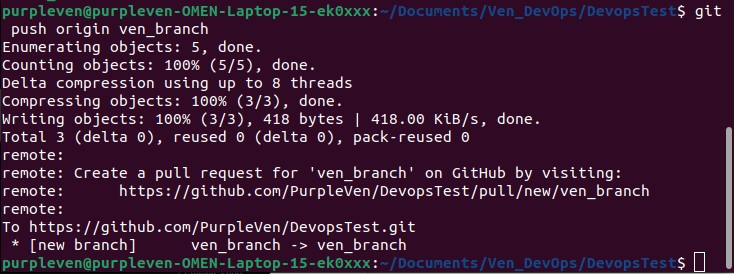 purpleven@purpleven-OMEN-Laptop-15-ek0xxx:~/Documents/Ven_DevOps/DevopsTest$ git
 push origin ven_branch
Enumerating objects: 5, done.
Counting objects: 100% (5/5), done.
Delta compression using up to 8 threads
Compressing objects: 100% (3/3), done.
Writing objects: 100% (3/3), 418 bytes | 418.00 KiB/s, done.
Total 3 (delta 0), reused 0 (delta 0), pack-reused 0
remote:
remote: Create a pull request for 'ven_branch' on GitHub by visiting:
remote:      https://github.com/PurpleVen/DevopsTest/pull/new/ven_branch
remote:
To https://github.com/PurpleVen/DevopsTest.git
 * [new branch]      ven_branch -> ven_branch
purpleven@purpleven-OMEN-Laptop-15-ek0xxx:~/Documents/Ven_DevOps/DevopsTest$